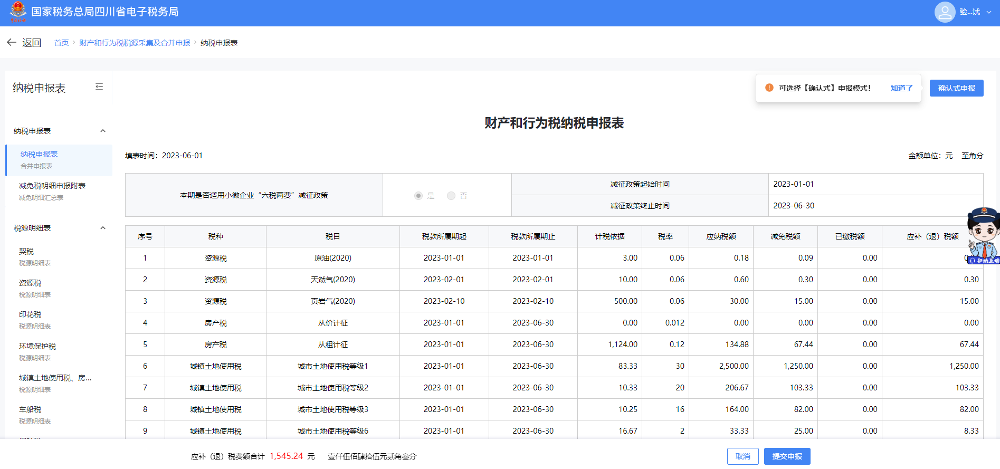 国家税务总局四川省电子税务局
验...试
返回 首页 > 财产和行为税税源采集及合并申报 > 纳税申报表
纳税申报表
可选择【确认式】申报模式! 知道了
确认式申报
财产和行为税纳税申报表
填表时间：2023-06-01
金额单位：元 至角分
纳税申报表
纳税申报表
合并申报表
减免税明细申报附表
减免明细汇总表
税源明细表
契税
税源明细表
资源税
税源明细表
印花税
税源明细表
环境保护税
税源明细表
城镇土地使用税、房...
税源明细表
车船税
税源明细表
本期是否适用小微企业“六税两费”减征政策 是 否
减征政策起始时间 2023-01-01
减征政策终止时间 2023-06-30
序号 税种 税目 税款所属期起 税款所属期止 计税依据 税率 应纳税额 减免税额 已缴税额 应补（退）税额
1 资源税 原油(2020) 2023-01-01 2023-01-01 3.00 0.06 0.18 0.09 0.00
2 资源税 天然气(2020) 2023-02-01 2023-02-01 10.00 0.06 0.60 0.30 0.00 0.30
3 资源税 页岩气(2020) 2023-02-10 2023-02-10 500.00 0.06 30.00 15.00 0.00 15.00
4 房产税 从价计征 2023-01-01 2023-06-30 0.00 0.012 0.00 0.00 0.00 0.00
5 房产税 从租计征 2023-01-01 2023-06-30 1,124.00 0.12 134.88 67.44 0.00 67.44
6 城镇土地使用税 城市土地使用税等级1 2023-01-01 2023-06-30 83.33 30 2,500.00 1,250.00 0.00 1,250.00
7 城镇土地使用税 城市土地使用税等级2 2023-01-01 2023-06-30 10.33 20 206.67 103.33 0.00 103.33
8 城镇土地使用税 城市土地使用税等级3 2023-01-01 2023-06-30 10.25 16 164.00 82.00 0.00 82.00
9 城镇土地使用税 城市土地使用税等级6 2023-01-01 2023-06-30 16.67 2 33.33 25.00 0.00 8.33
征纳互动
应补（退）税费额合计 1,545.24 元 壹仟伍佰肆拾伍元贰角叁分
取消
提交申报